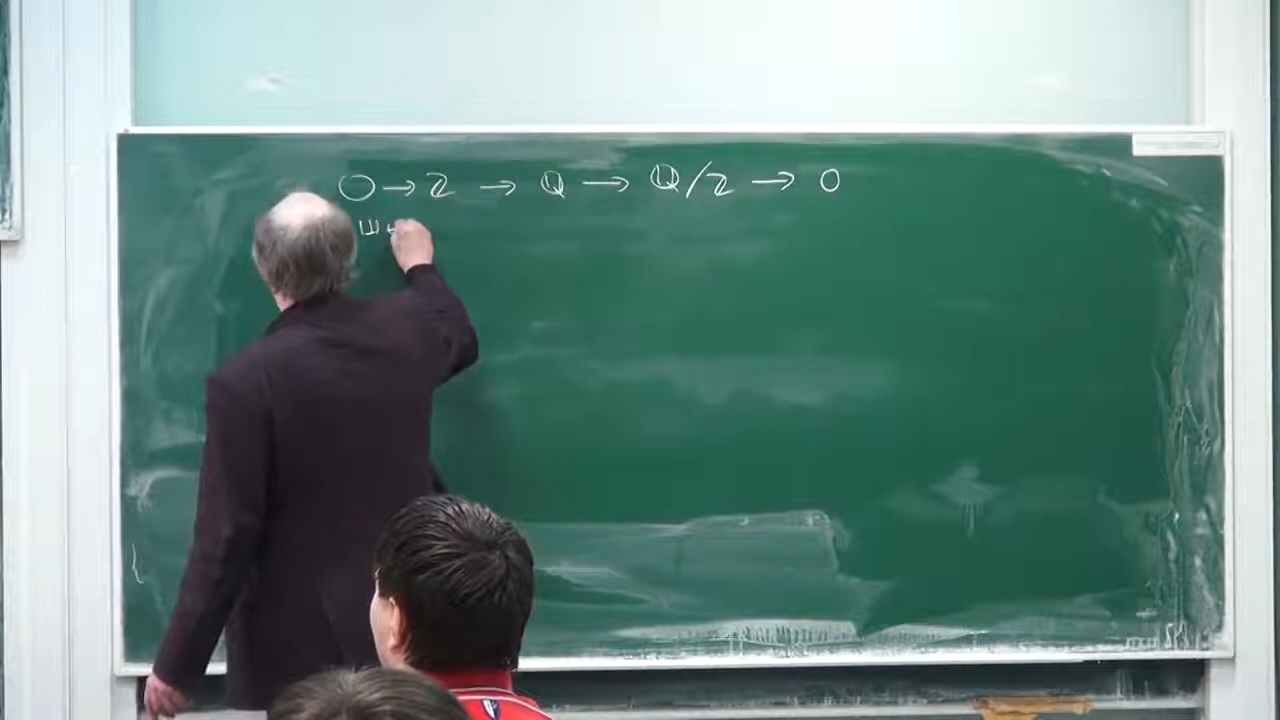 0 → Z → Q → Q/Z → 0